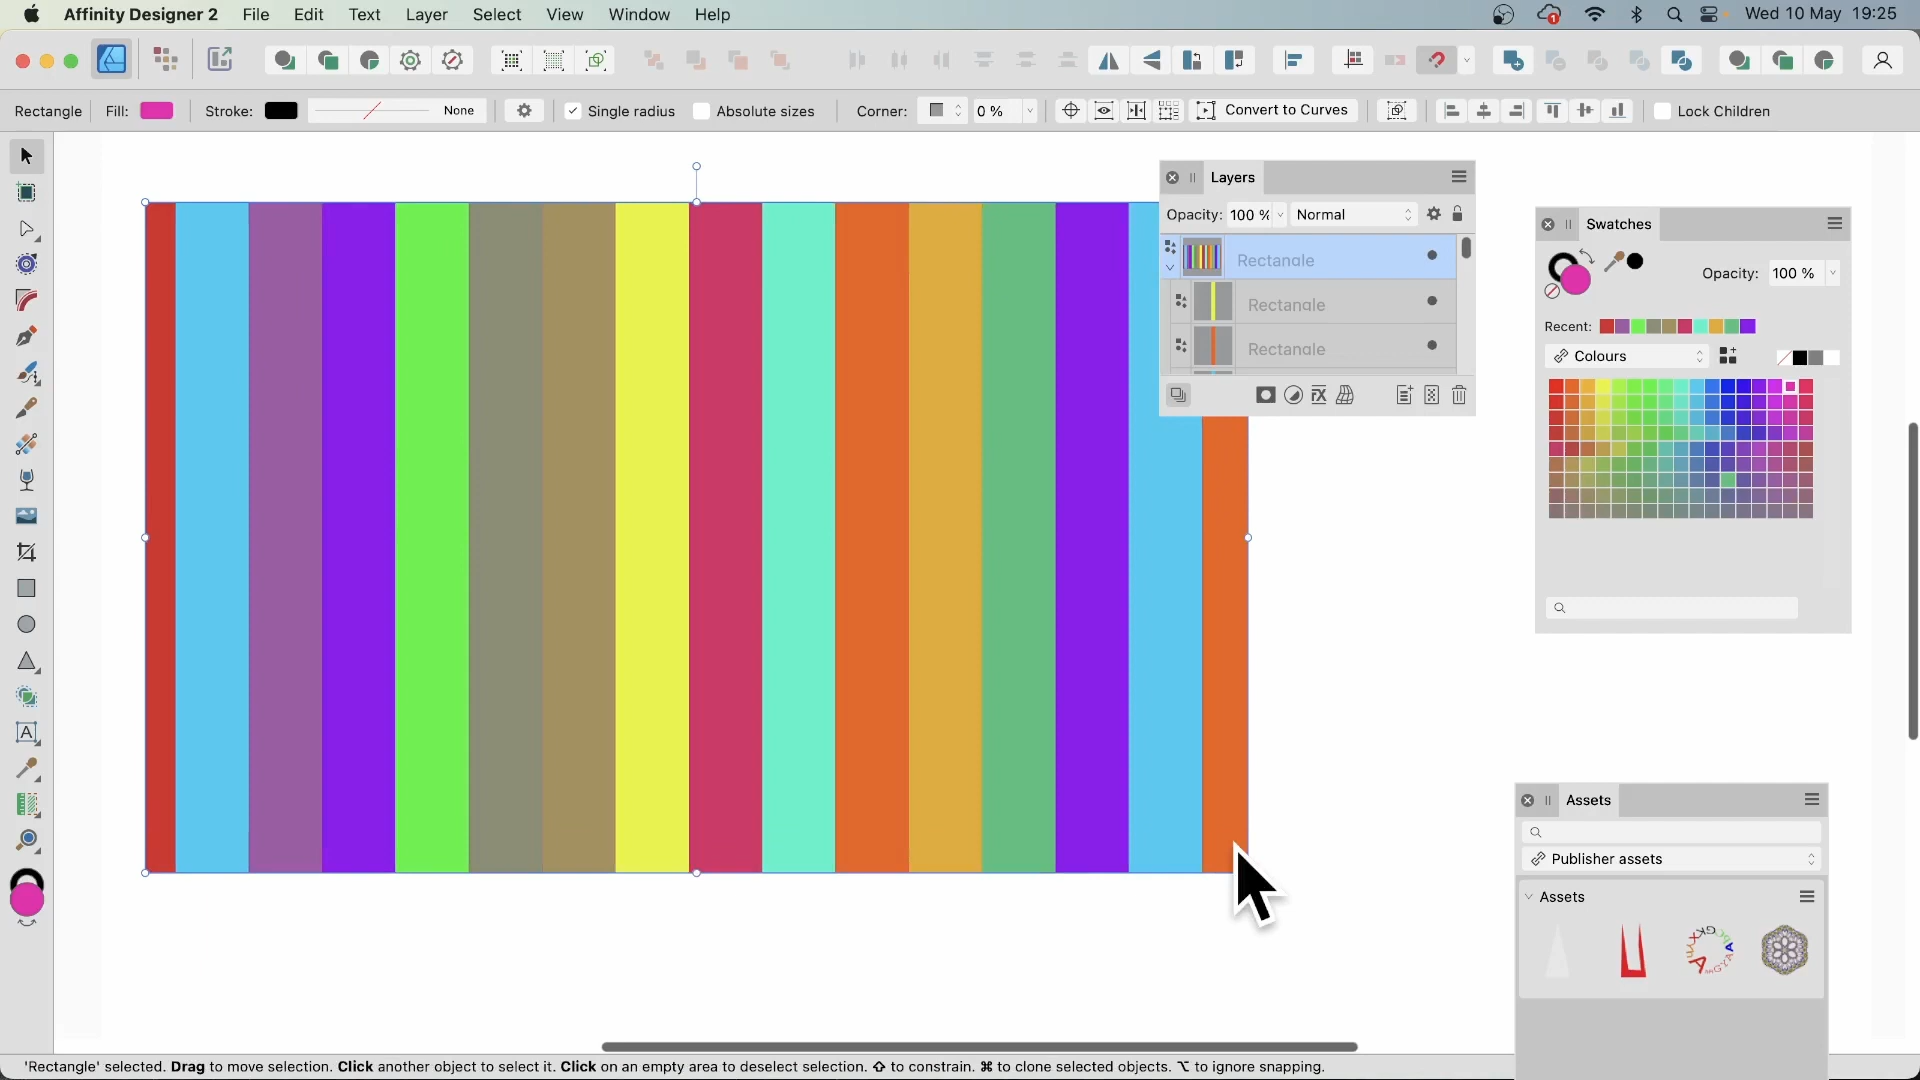 Affinity Designer 2 File Edit Text Layer Select View Window Help Wed 10 May 19:25
Rectangle Fill: Stroke: None Single radius Absolute sizes Corner: 0 % Convert to Curves Lock Children
Layers
Opacity: 100 % Normal
Rectangle
Rectangle
Rectangle
Swatches
Opacity: 100 %
Recent:
Colours
Assets
Publisher assets
Assets
'Rectangle' selected. Drag to move selection. Click another object to select it. Click on an empty area to deselect selection. ⇧ to constrain. ⌘ to clone selected objects. ⌥ to ignore snapping.